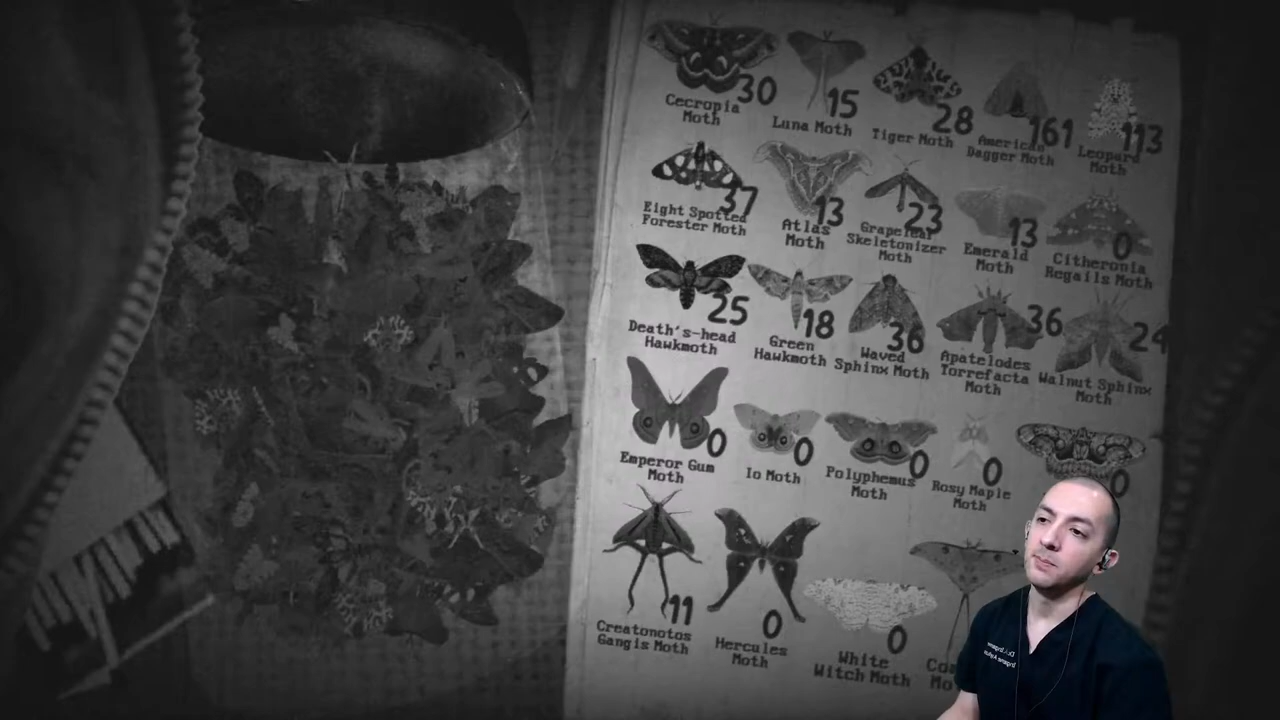 30
Cecropia
Moth
15
Luna Moth
28
Tiger Moth
161
American
Dagger Moth
113
Leopard
Moth
37
Eight Spotted
Forester Moth
13
Atlas
Moth
23
Grapeleaf
Skeletonizer
Moth
13
Emerald
Moth
0
Citheronia
Regails Moth
25
Death's-head
Hawkmoth
18
Green
Hawkmoth
36
Waved
Sphinx Moth
36
Apatelodes
Torrefacta
Moth
24
Walnut Sphinx
Moth
0
Emperor Gum
Moth
0
Io Moth
0
Polyphemus
Moth
0
Rosy Maple
Moth
0
11
Creatonotos
Gangis Moth
0
Hercules
Moth
0
White
Witch Moth